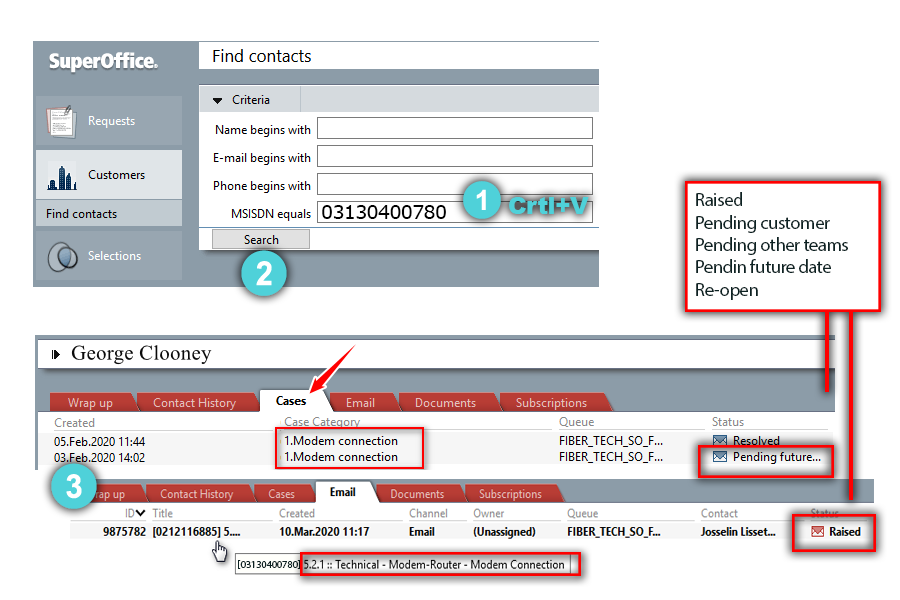 SuperOffice.
Find contacts
Criteria
Requests
Name begins with
E-mail begins with
Customers
Phone begins with
1 Crtl+V
MSISDN equals 03130400780
Find contacts
Search
2
Selections
Raised
Pending customer
Pending other teams
Pendin future date
Re-open
George Clooney
Wrap up Contact History Cases Email Documents Subscriptions
Created Case Category Queue Status
05.Feb.2020 11:44 1.Modem connection FIBER_TECH_SO_F... Resolved
03.Feb.2020 14:02 1.Modem connection FIBER_TECH_SO_F... Pending future...
3
rap up Contact History Cases Email Documents Subscriptions
ID Title Created Channel Owner Queue Contact Status
9875782 [0212116885] 5.... 10.Mar.2020 11:17 Email (Unassigned) FIBER_TECH_SO_F... Josselin Lisset... Raised
[03130400780] 5.2.1 :: Technical - Modem-Router - Modem Connection